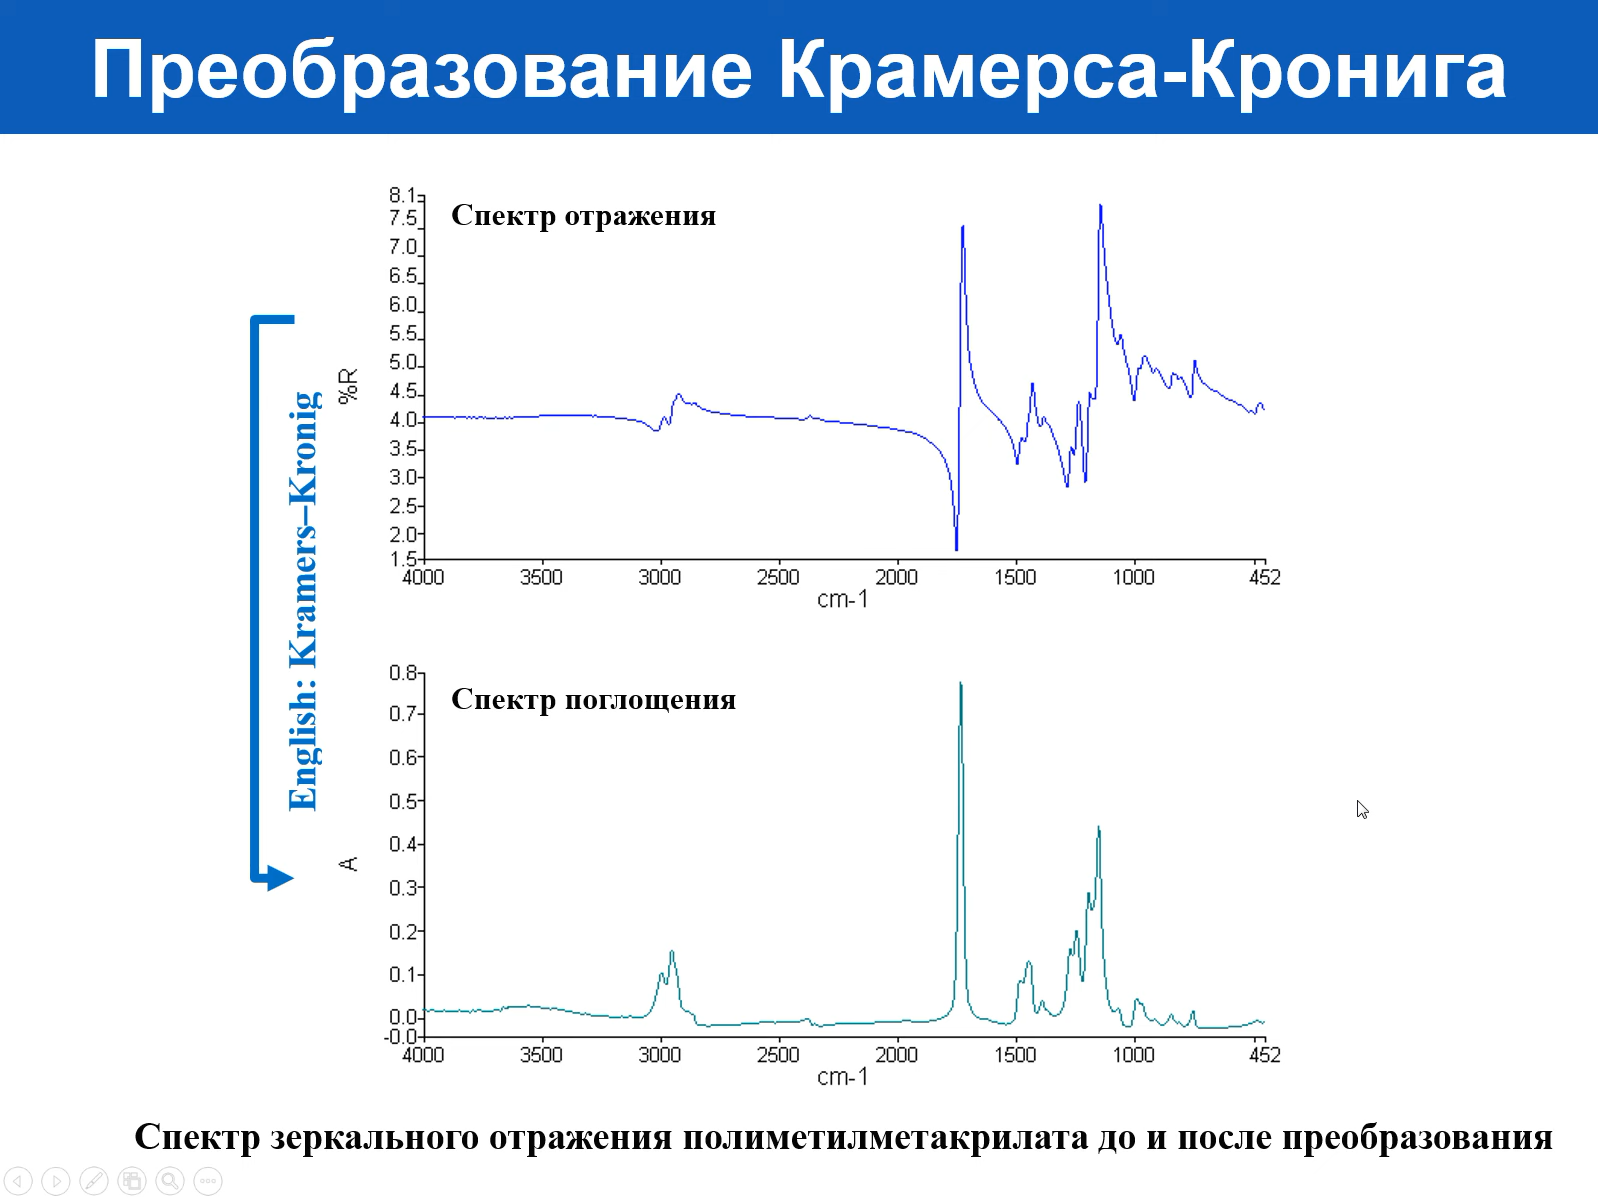 Преобразование Крамерса-Кронига
Спектр отражения
8.1
7.5
7.0
6.5
6.0
5.5
5.0
4.5
4.0
3.5
3.0
2.5
2.0
1.5
%R
4000 3500 3000 2500 2000 1500 1000 452
cm-1
English: Kramers–Kronig
Спектр поглощения
0.8
0.7
0.6
0.5
0.4
0.3
0.2
0.1
0.0
-0.0
A
4000 3500 3000 2500 2000 1500 1000 452
cm-1
Спектр зеркального отражения полиметилметакрилата до и после преобразования